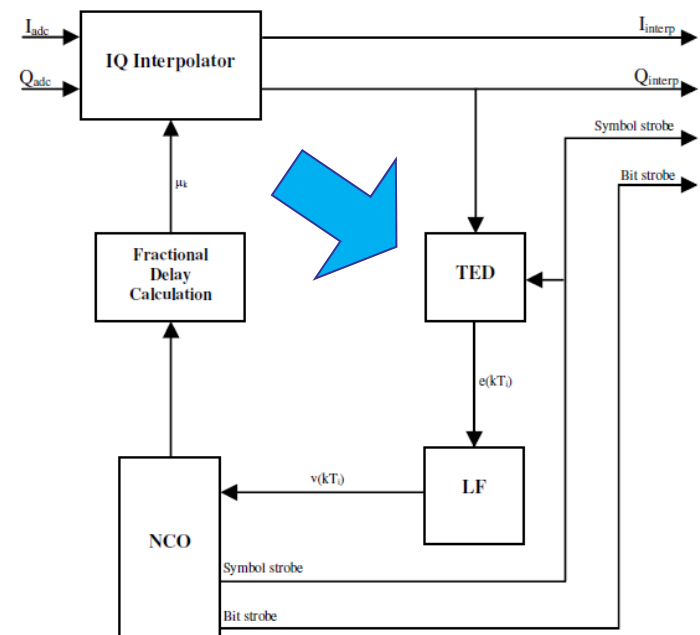 I_adc
I_interp
IQ Interpolator
Q_adc
Q_interp
Symbol strobe
Bit strobe
μ_k
Fractional
Delay
Calculation
TED
e(kT_i)
v(kT_i)
LF
NCO
Symbol strobe
Bit strobe